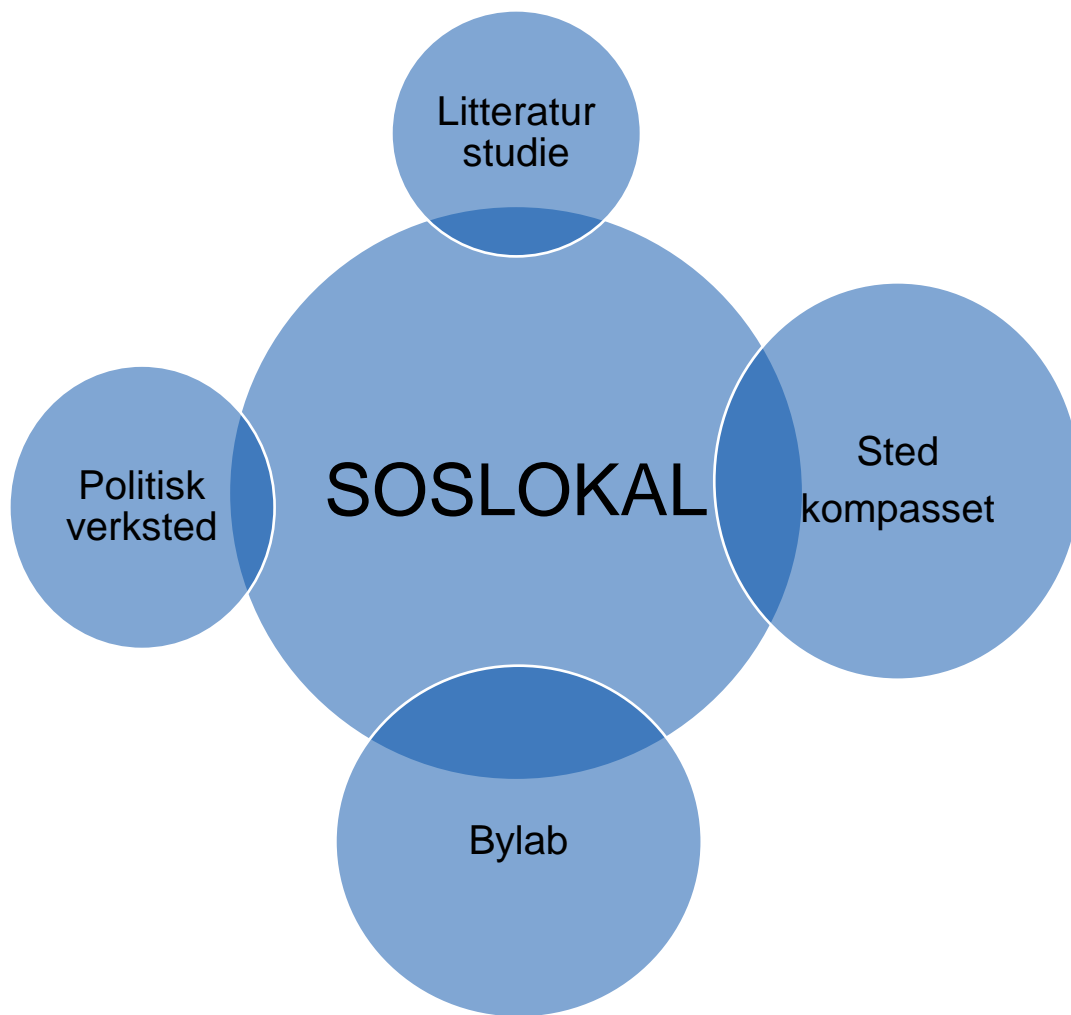 Litteratur
studie
Politisk
verksted
SOSLOKAL
Sted
kompasset
Bylab